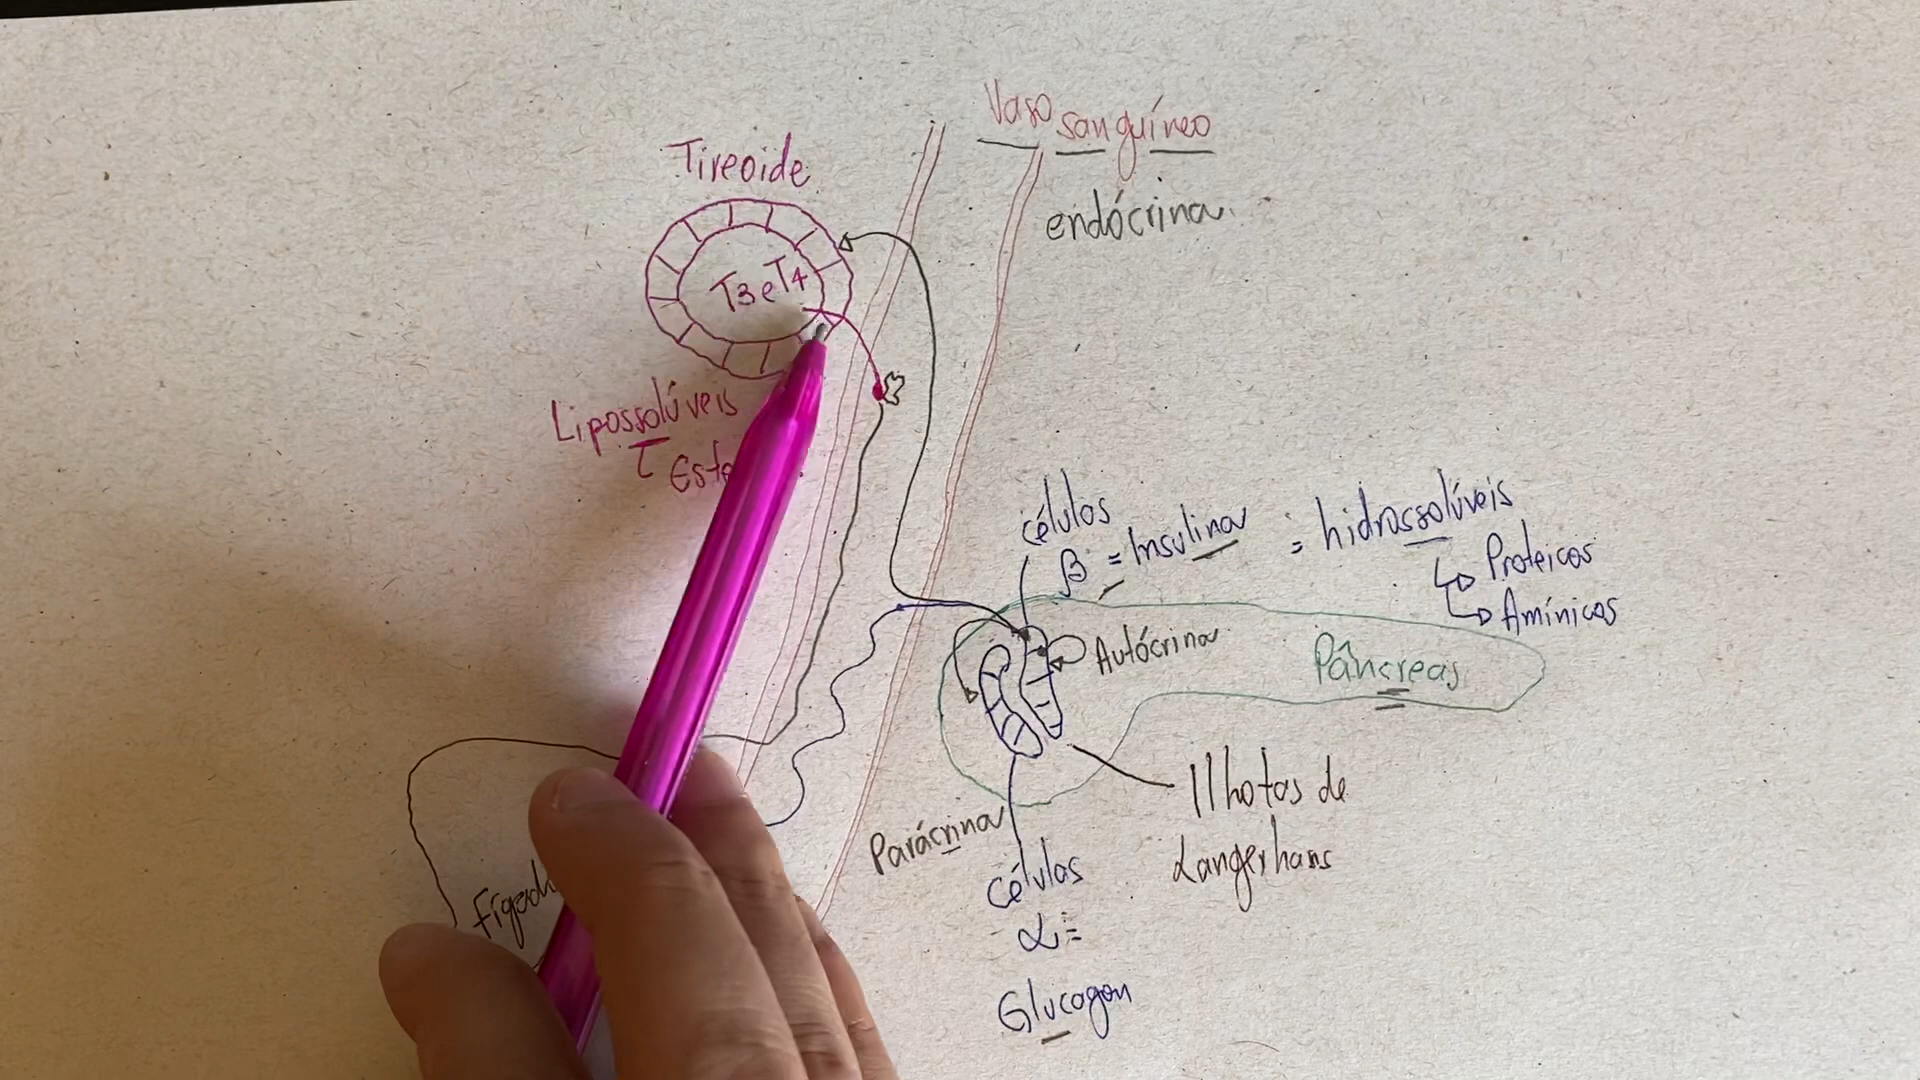 Vaso sanguíneo
endócrina
Tireoide
T3 e T4
Lipossolúveis
T
células
β = Insulina = hidrossolúveis
Proteicos
Amínicos
Autócrina
Pâncreas
Ilhotas de
Langerhans
Parácrina
células
α =
Glucagon